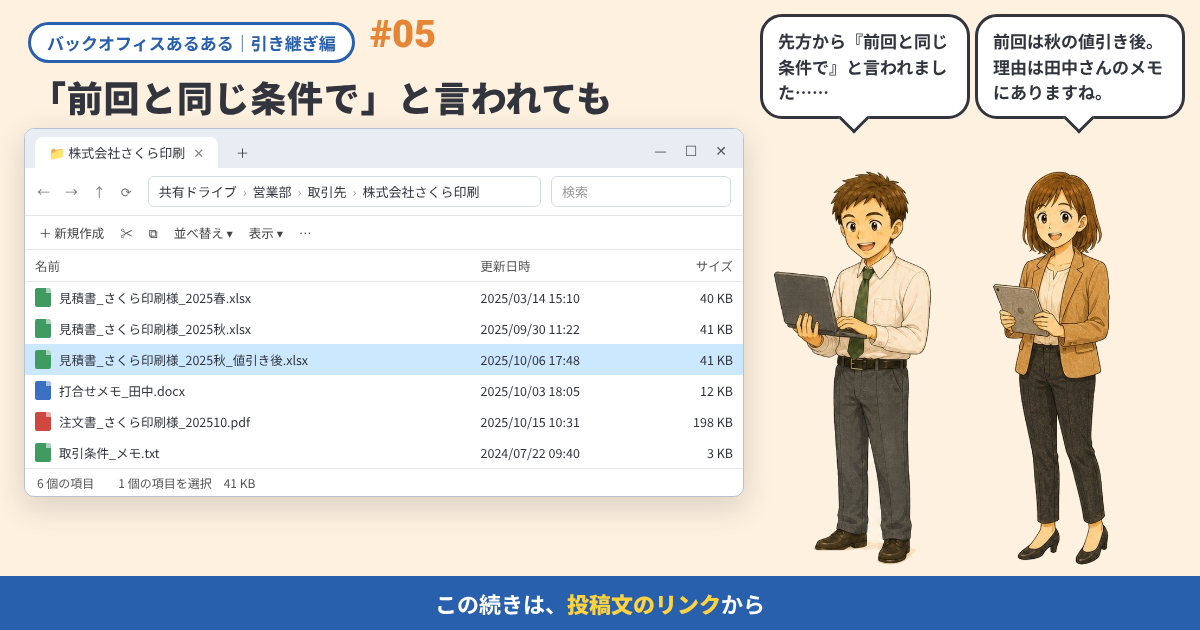 バックオフィスあるある｜引き継ぎ編
#05
「前回と同じ条件で」と言われても
先方から『前回と同じ
条件で』と言われまし
た……
前回は秋の値引き後。
理由は田中さんのメモ
にありますね。
株式会社さくら印刷 ✕ ＋ ─ ☐ ✕
← → ↑ ⟳ 共有ドライブ › 営業部 › 取引先 › 株式会社さくら印刷 検索
＋ 新規作成 ✂ ⧉ 並べ替え ▾ 表示 ▾ ⋯
名前 更新日時 サイズ
見積書_さくら印刷様_2025春.xlsx 2025/03/14 15:10 40 KB
見積書_さくら印刷様_2025秋.xlsx 2025/09/30 11:22 41 KB
見積書_さくら印刷様_2025秋_値引き後.xlsx 2025/10/06 17:48 41 KB
打合せメモ_田中.docx 2025/10/03 18:05 12 KB
注文書_さくら印刷様_202510.pdf 2025/10/15 10:31 198 KB
取引条件_メモ.txt 2024/07/22 09:40 3 KB
6 個の項目 1 個の項目を選択 41 KB
この続きは、投稿文のリンクから